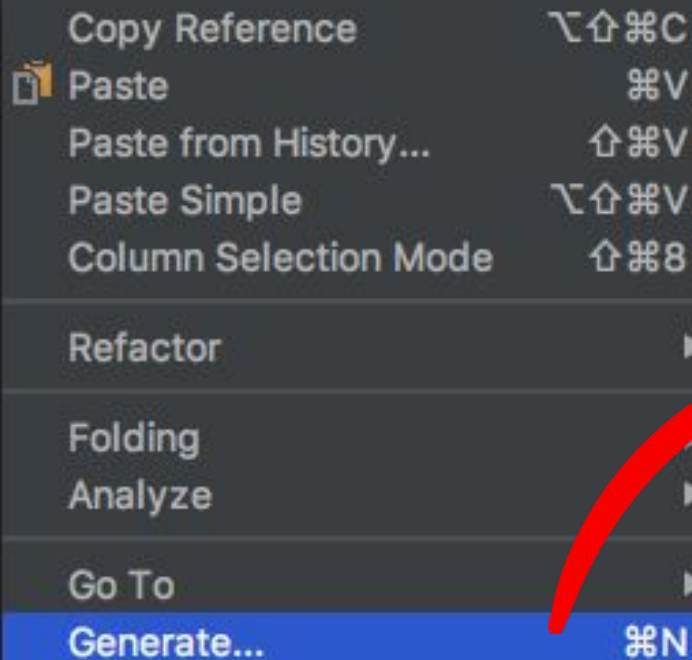 Copy Reference ⌥⇧⌘C
Paste ⌘V
Paste from History... ⇧⌘V
Paste Simple ⌥⇧⌘V
Column Selection Mode ⇧⌘8
Refactor
Folding
Analyze
Go To
Generate... ⌘N